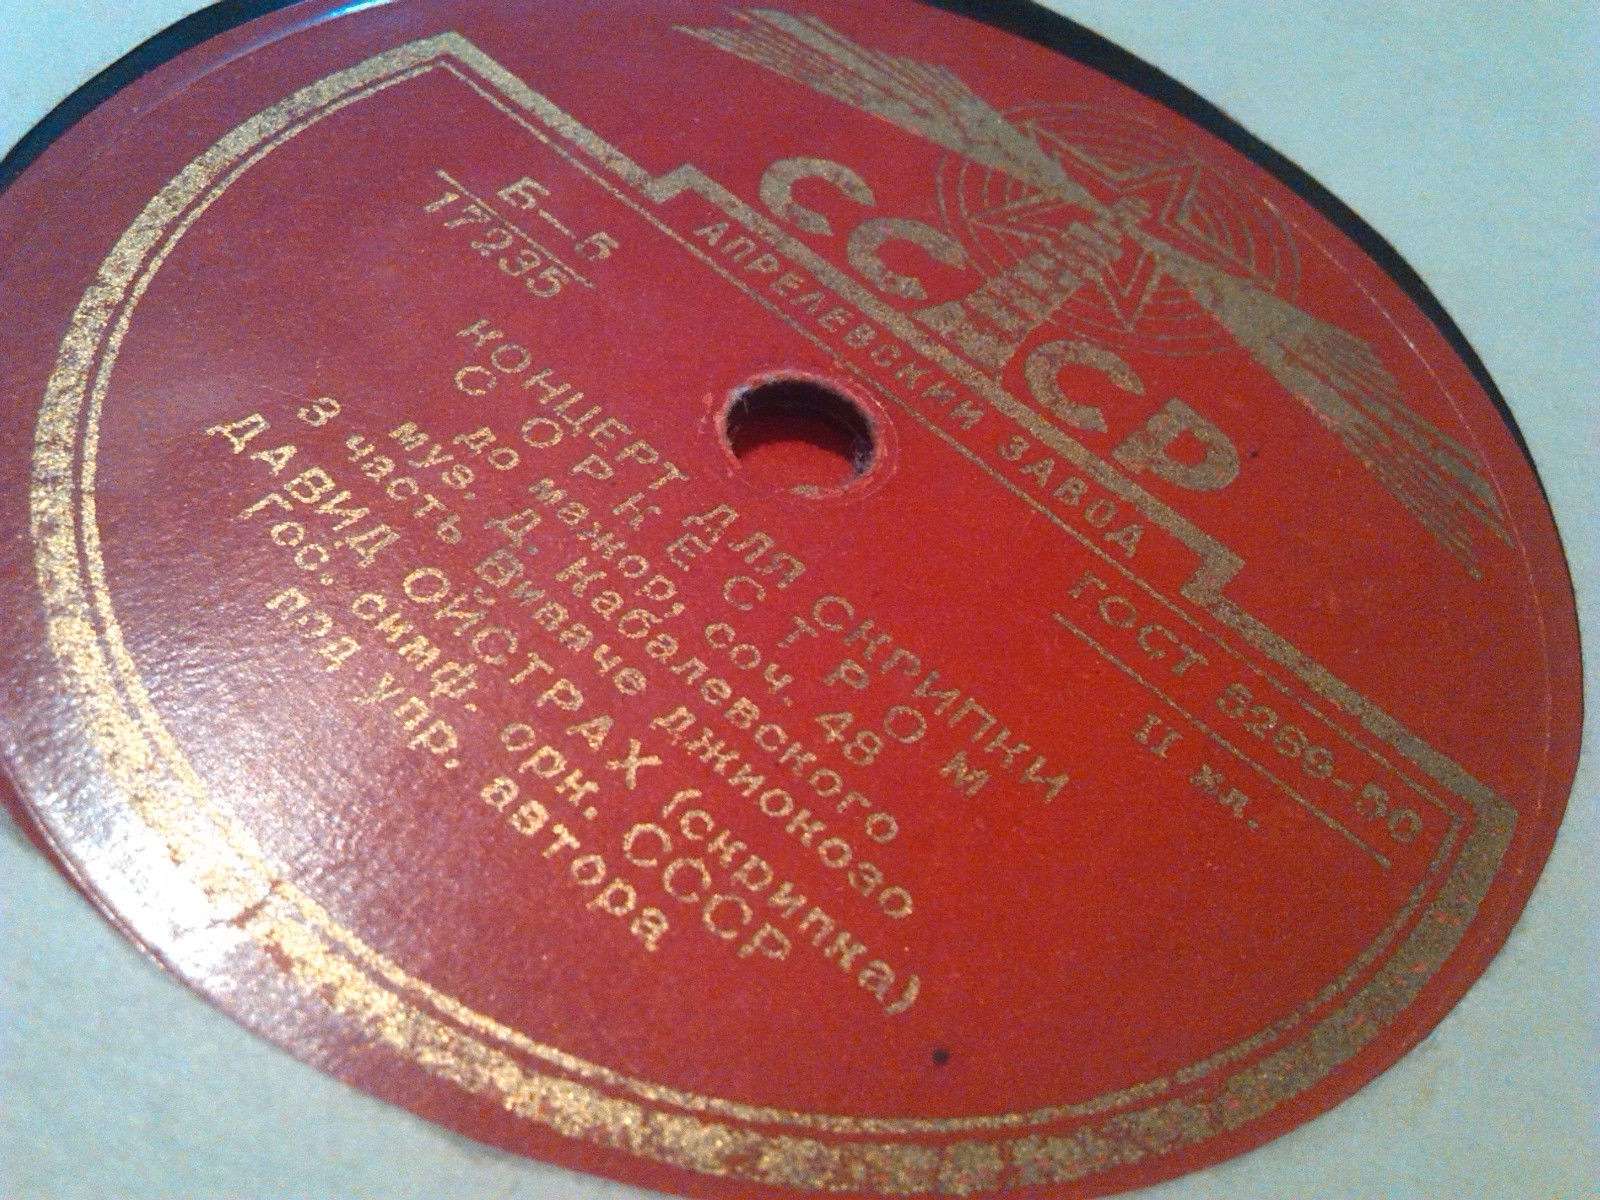 СССР
АПРЕЛЕВСКИЙ ЗАВОД
ГОСТ 5269-50
II кл.
Б—5
17235
КОНЦЕРТ ДЛЯ СКРИПКИ
С ОРКЕСТРОМ
до мажор, соч. 48
муз. Д. Кабалевского
3 часть Виваче джиокозо
ДАВИД ОЙСТРАХ (скрипка)
Гос. симф. орк. СССР
под упр. автора